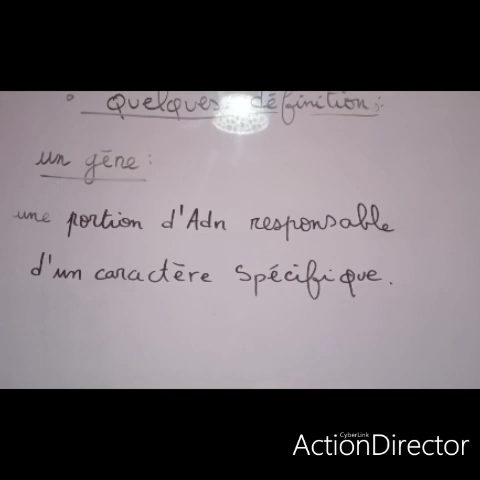 ° Quelques définition :
un gène :
une portion d'Adn responsable
d'un caractère spécifique.
CyberLink
ActionDirector